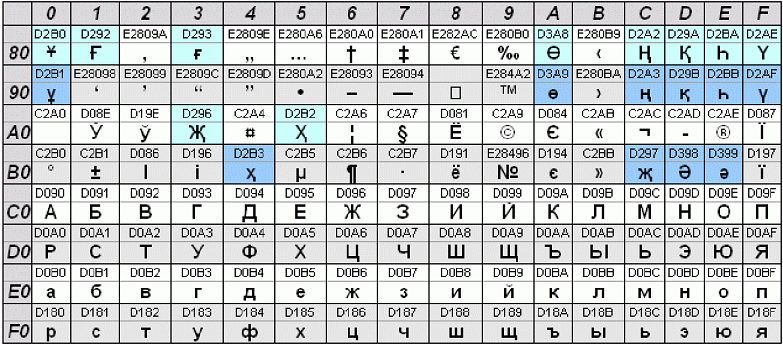 0 1 2 3 4 5 6 7 8 9 A B C D E F
D2B0 D292 E2809A D293 E2809E E280A6 E280A0 E280A1 E282AC E280B0 D3A8 E280B9 D2A2 D29A D2BA D2AE
80 Ұ Ғ ‚ ғ „ … † ‡ € ‰ Ө ‹ Ң Қ Һ Ү
D2B1 E28098 E28099 E2809C E2809D E280A2 E28093 E28094 E284A2 D3A9 E280BA D2A3 D29B D2BB D2AF
90 ұ ‘ ’ “ ” • – — □ ™ ө › ң қ һ ү
C2A0 D08E D19E D296 C2A4 D2B2 C2A6 C2A7 D081 C2A9 D084 C2AB C2AC C2AD C2AE D087
A0 Ў ў Җ ¤ Ҳ ¦ § Ё © Є « ¬ - ® Ї
C2B0 C2B1 D086 D196 D2B3 C2B5 C2B6 C2B7 D191 E28496 D194 C2BB D297 D398 D399 D197
B0 ° ± І і ҳ µ ¶ · ё № є » җ Ә ә ї
D090 D091 D092 D093 D094 D095 D096 D097 D098 D099 D09A D09B D09C D09D D09E D09F
C0 А Б В Г Д Е Ж З И Й К Л М Н О П
D0A0 D0A1 D0A2 D0A3 D0A4 D0A5 D0A6 D0A7 D0A8 D0A9 D0AA D0AB D0AC D0AD D0AE D0AF
D0 Р С Т У Ф Х Ц Ч Ш Щ Ъ Ы Ь Э Ю Я
D0B0 D0B1 D0B2 D0B3 D0B4 D0B5 D0B6 D0B7 D0B8 D0B9 D0BA D0BB D0BC D0BD D0BE D0BF
E0 а б в г д е ж з и й к л м н о п
D180 D181 D182 D183 D184 D185 D186 D187 D188 D189 D18A D18B D18C D18D D18E D18F
F0 р с т у ф х ц ч ш щ ъ ы ь э ю я